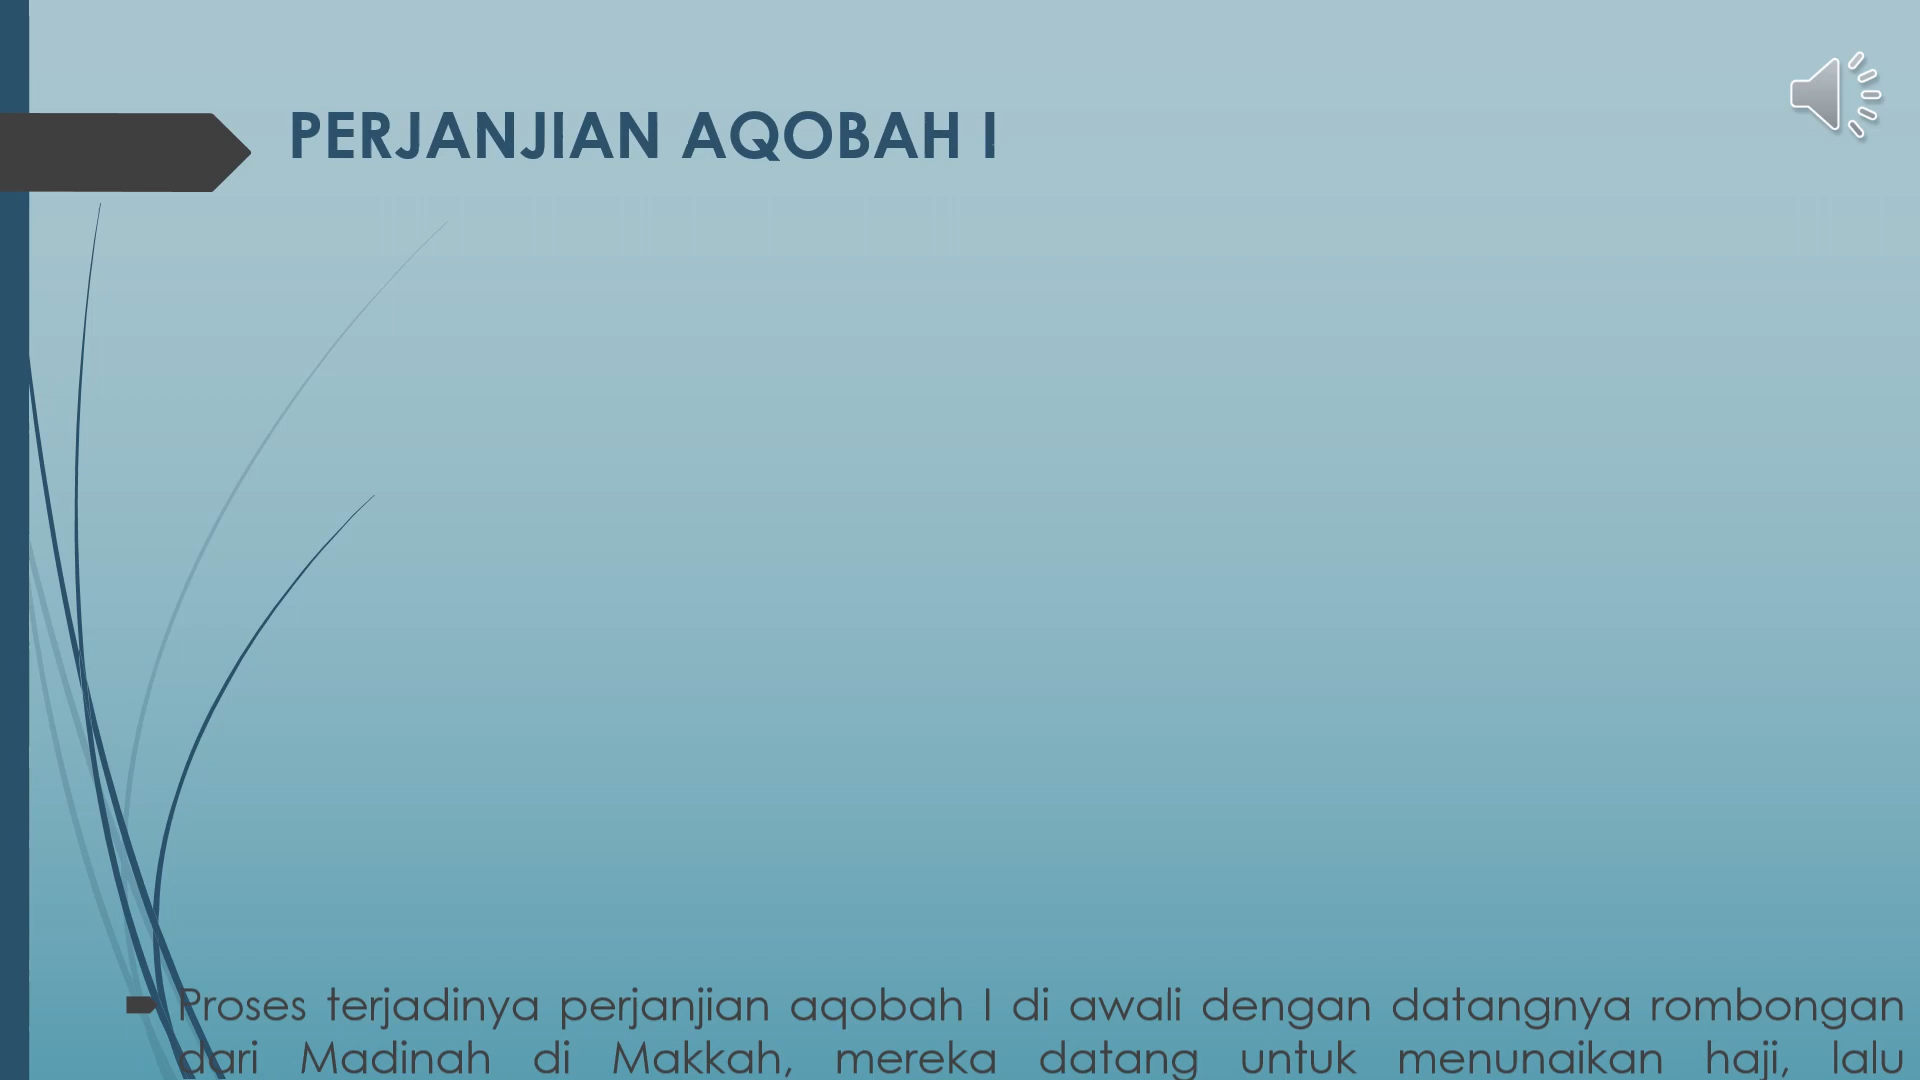 PERJANJIAN AQOBAH I
Proses terjadinya perjanjian aqobah I di awali dengan datangnya rombongan
dari Madinah di Makkah, mereka datang untuk menunaikan haji, lalu